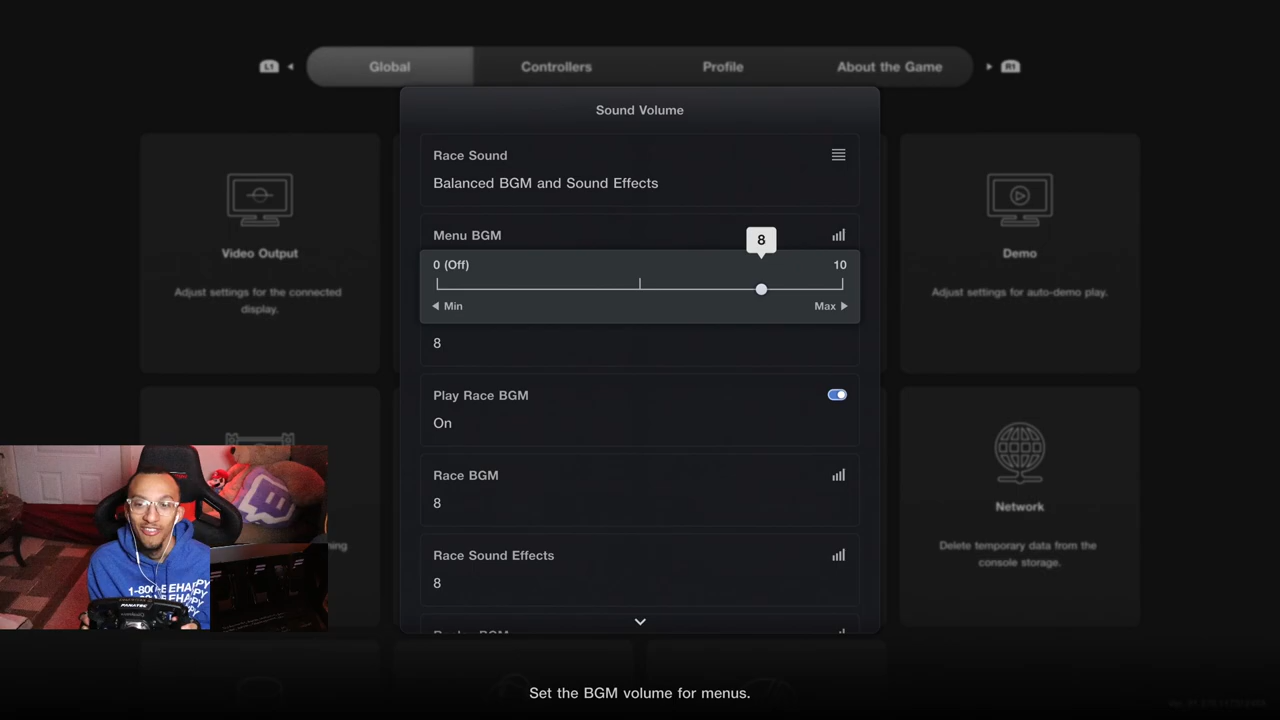 L1
Global
Controllers
Profile
About the Game
R1
Sound Volume
Race Sound
Balanced BGM and Sound Effects
Menu BGM
8
0 (Off)
10
Min
Max
8
Play Race BGM
On
Race BGM
8
Race Sound Effects
8
Video Output
Adjust settings for the connected
display.
Demo
Adjust settings for auto-demo play.
Network
Delete temporary data from the
console storage.
FANATEC
Set the BGM volume for menus.